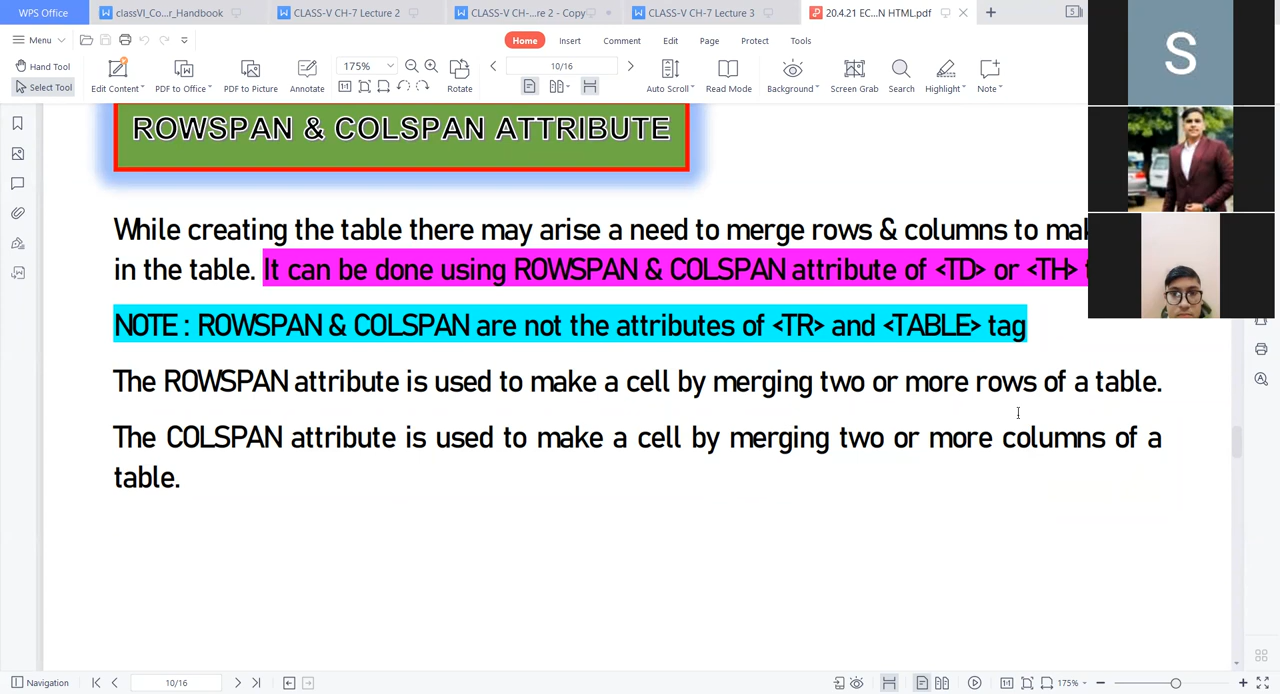 WPS Office classVI_Co...r_Handbook CLASS-V CH-7 Lecture 2 CLASS-V CH-...re 2 - Copy CLASS-V CH-7 Lecture 3 20.4.21 EC...N HTML.pdf
Menu Home Insert Comment Edit Page Protect Tools
Hand Tool 175% 10/16
Select Tool Edit Content PDF to Office PDF to Picture Annotate Rotate Auto Scroll Read Mode Background Screen Grab Search Highlight Note
S
ROWSPAN & COLSPAN ATTRIBUTE
While creating the table there may arise a need to merge rows & columns to mak
in the table. It can be done using ROWSPAN & COLSPAN attribute of <TD> or <TH> t
NOTE : ROWSPAN & COLSPAN are not the attributes of <TR> and <TABLE> tag
The ROWSPAN attribute is used to make a cell by merging two or more rows of a table.
The COLSPAN attribute is used to make a cell by merging two or more columns of a
table.
Navigation 10/16 175%